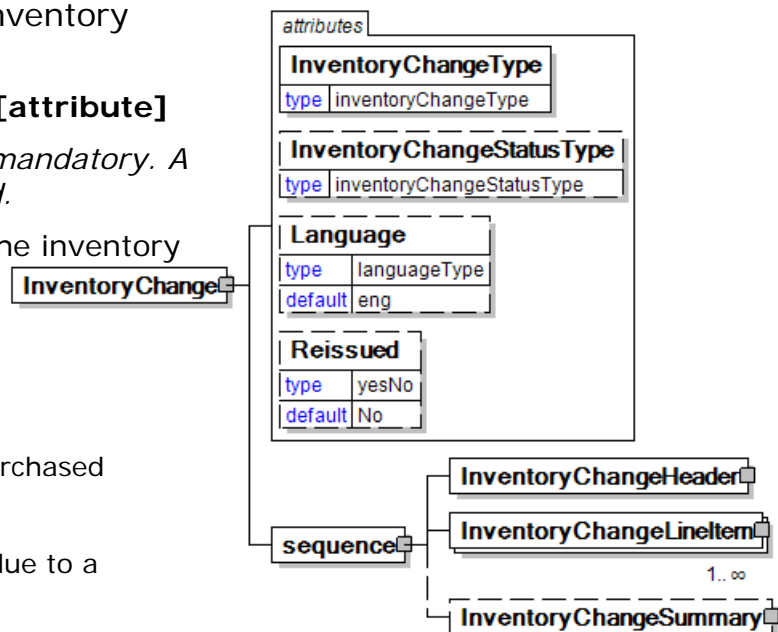 nventory
[attribute]
mandatory. A
d.
he inventory
rchased
due to a
InventoryChange
attributes
InventoryChangeType
type inventoryChangeType
InventoryChangeStatusType
type inventoryChangeStatusType
Language
type languageType
default eng
Reissued
type yesNo
default No
sequence
InventoryChangeHeader
InventoryChangeLineItem
1.. ∞
InventoryChangeSummary